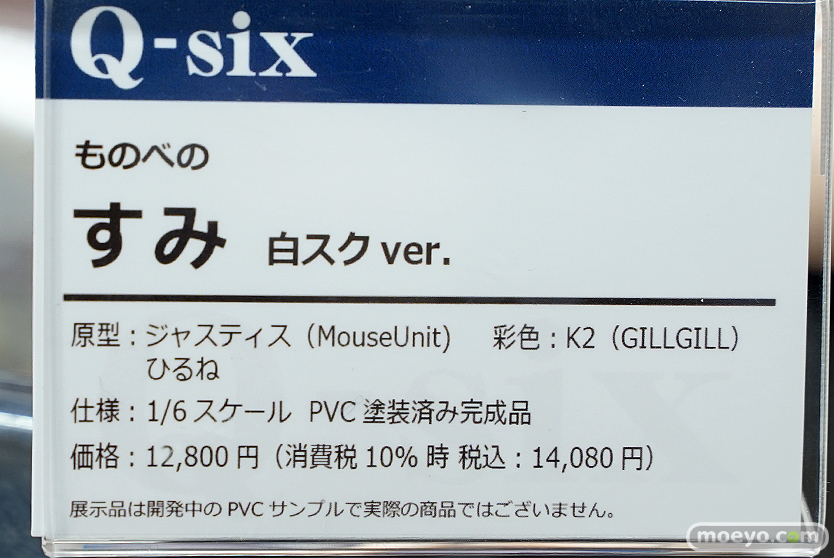 Q-six
ものべの
すみ 白スク ver.
原型：ジャスティス（MouseUnit) 彩色：K2（GILLGILL）
ひるね
仕様：1/6 スケール PVC 塗装済み完成品
価格：12,800 円（消費税 10% 時 税込：14,080 円）
展示品は開発中の PVC サンプルで実際の商品ではございません。
moeyo.com